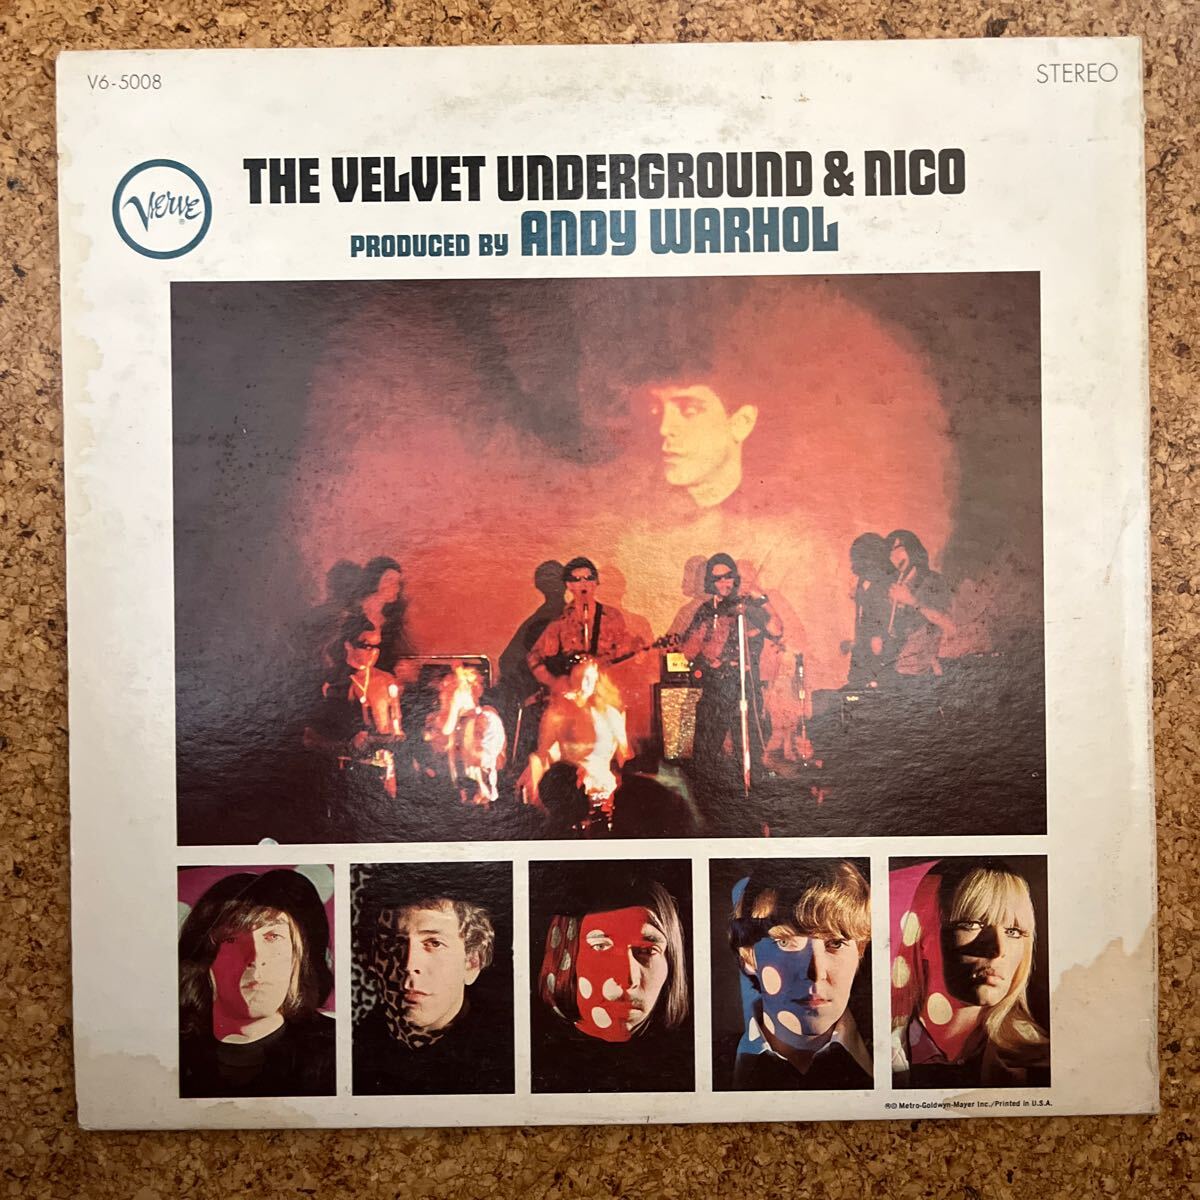 V6-5008
STEREO
Verve
®
THE VELVET UNDERGROUND & NICO
PRODUCED BY ANDY WARHOL
℗© Metro-Goldwyn-Mayer Inc./Printed in U.S.A.